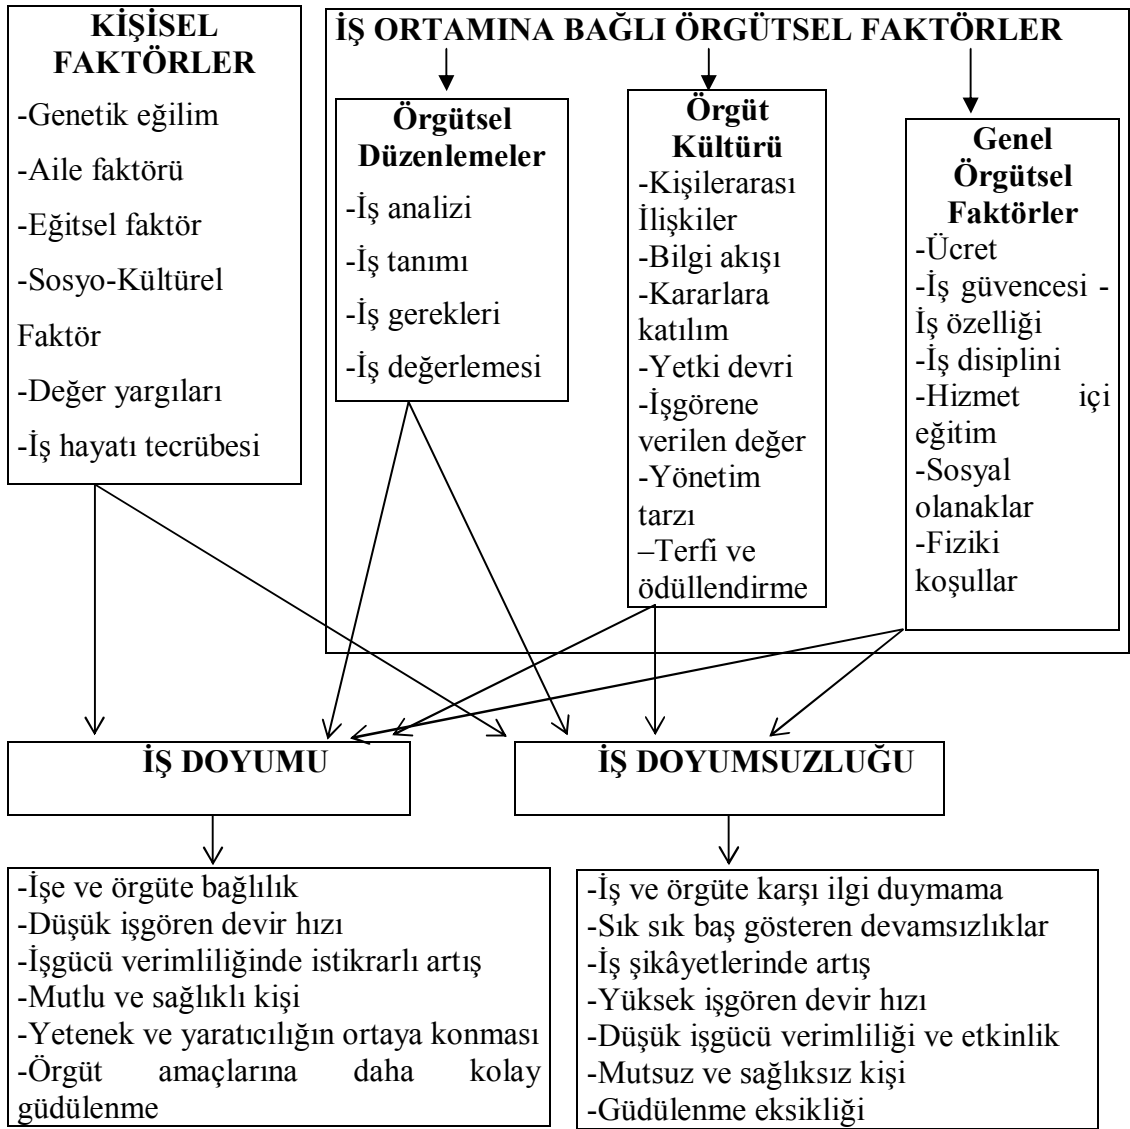 KİŞİSEL
FAKTÖRLER
-Genetik eğilim
-Aile faktörü
-Eğitsel faktör
-Sosyo-Kültürel
Faktör
-Değer yargıları
-İş hayatı tecrübesi
İŞ ORTAMINA BAĞLI ÖRGÜTSEL FAKTÖRLER
Örgütsel
Düzenlemeler
-İş analizi
-İş tanımı
-İş gerekleri
-İş değerlemesi
Örgüt
Kültürü
-Kişilerarası
İlişkiler
-Bilgi akışı
-Kararlara
katılım
-Yetki devri
-İşgörene
verilen değer
-Yönetim
tarzı
–Terfi ve
ödüllendirme
Genel
Örgütsel
Faktörler
-Ücret
-İş güvencesi -
İş özelliği
-İş disiplini
-Hizmet içi
eğitim
-Sosyal
olanaklar
-Fiziki
koşullar
İŞ DOYUMU
İŞ DOYUMSUZLUĞU
-İşe ve örgüte bağlılık
-Düşük işgören devir hızı
-İşgücü verimliliğinde istikrarlı artış
-Mutlu ve sağlıklı kişi
-Yetenek ve yaratıcılığın ortaya konması
-Örgüt amaçlarına daha kolay
güdülenme
-İş ve örgüte karşı ilgi duymama
-Sık sık baş gösteren devamsızlıklar
-İş şikâyetlerinde artış
-Yüksek işgören devir hızı
-Düşük işgücü verimliliği ve etkinlik
-Mutsuz ve sağlıksız kişi
-Güdülenme eksikliği